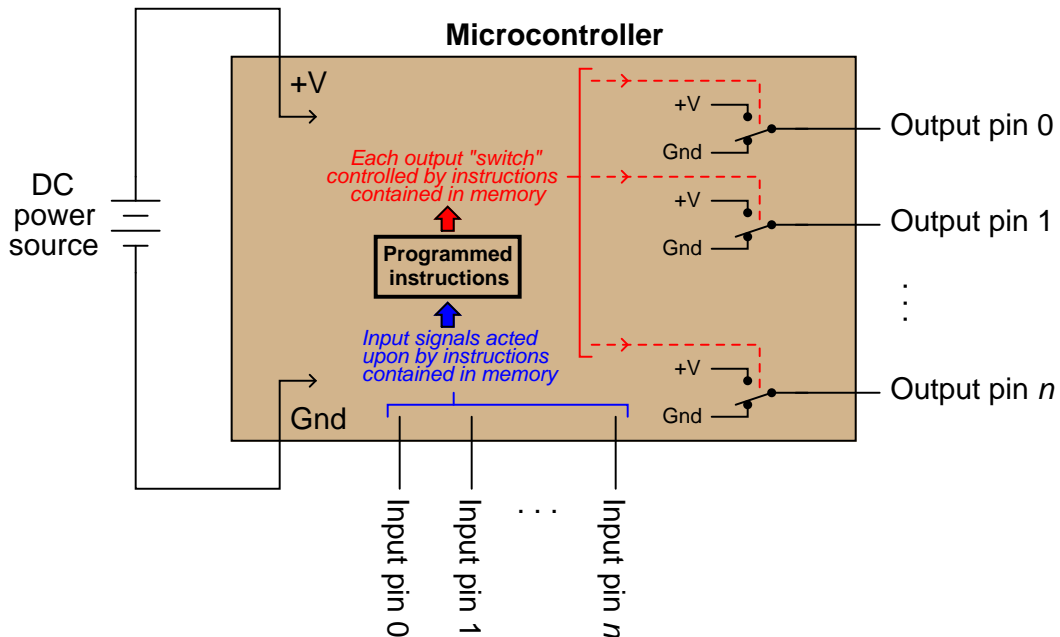 Microcontroller
+V
DC
power
source
Each output "switch"
controlled by instructions
contained in memory
Programmed
instructions
Input signals acted
upon by instructions
contained in memory
Gnd
+V
Gnd
Output pin 0
+V
Gnd
Output pin 1
. . .
+V
Gnd
Output pin n
Input pin 0
Input pin 1
. . .
Input pin n